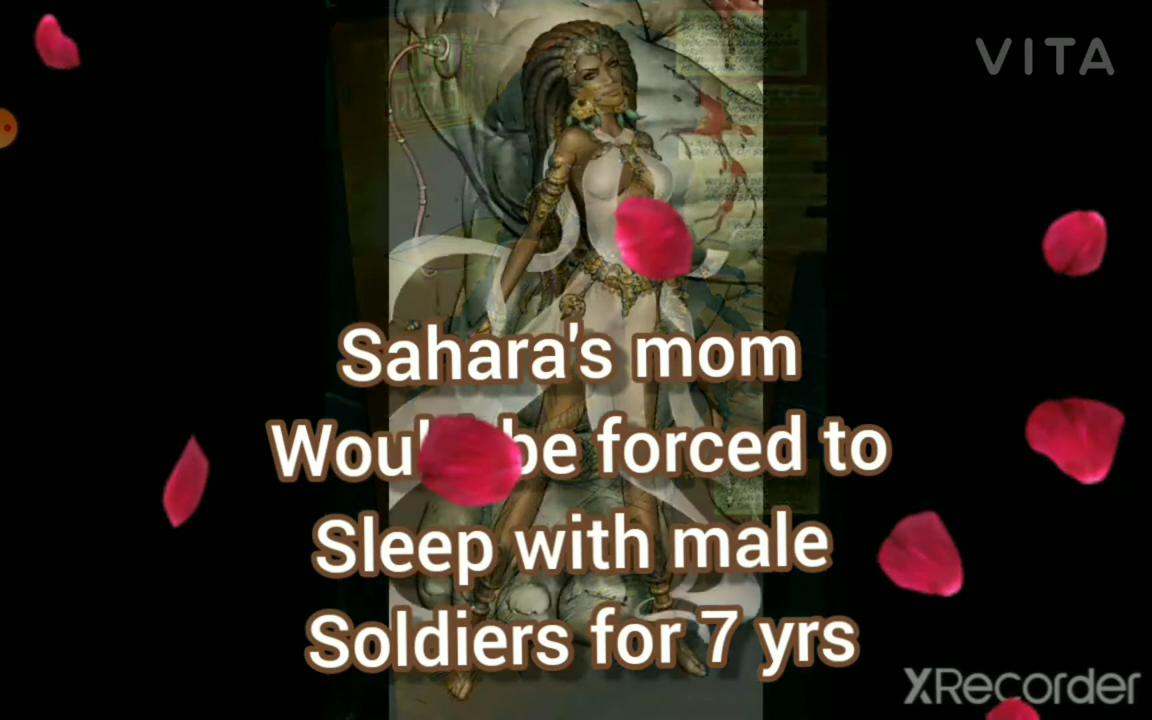 VITA
Sahara's mom
be forced to
Sleep with male
Soldiers for 7 yrs
XRecorder